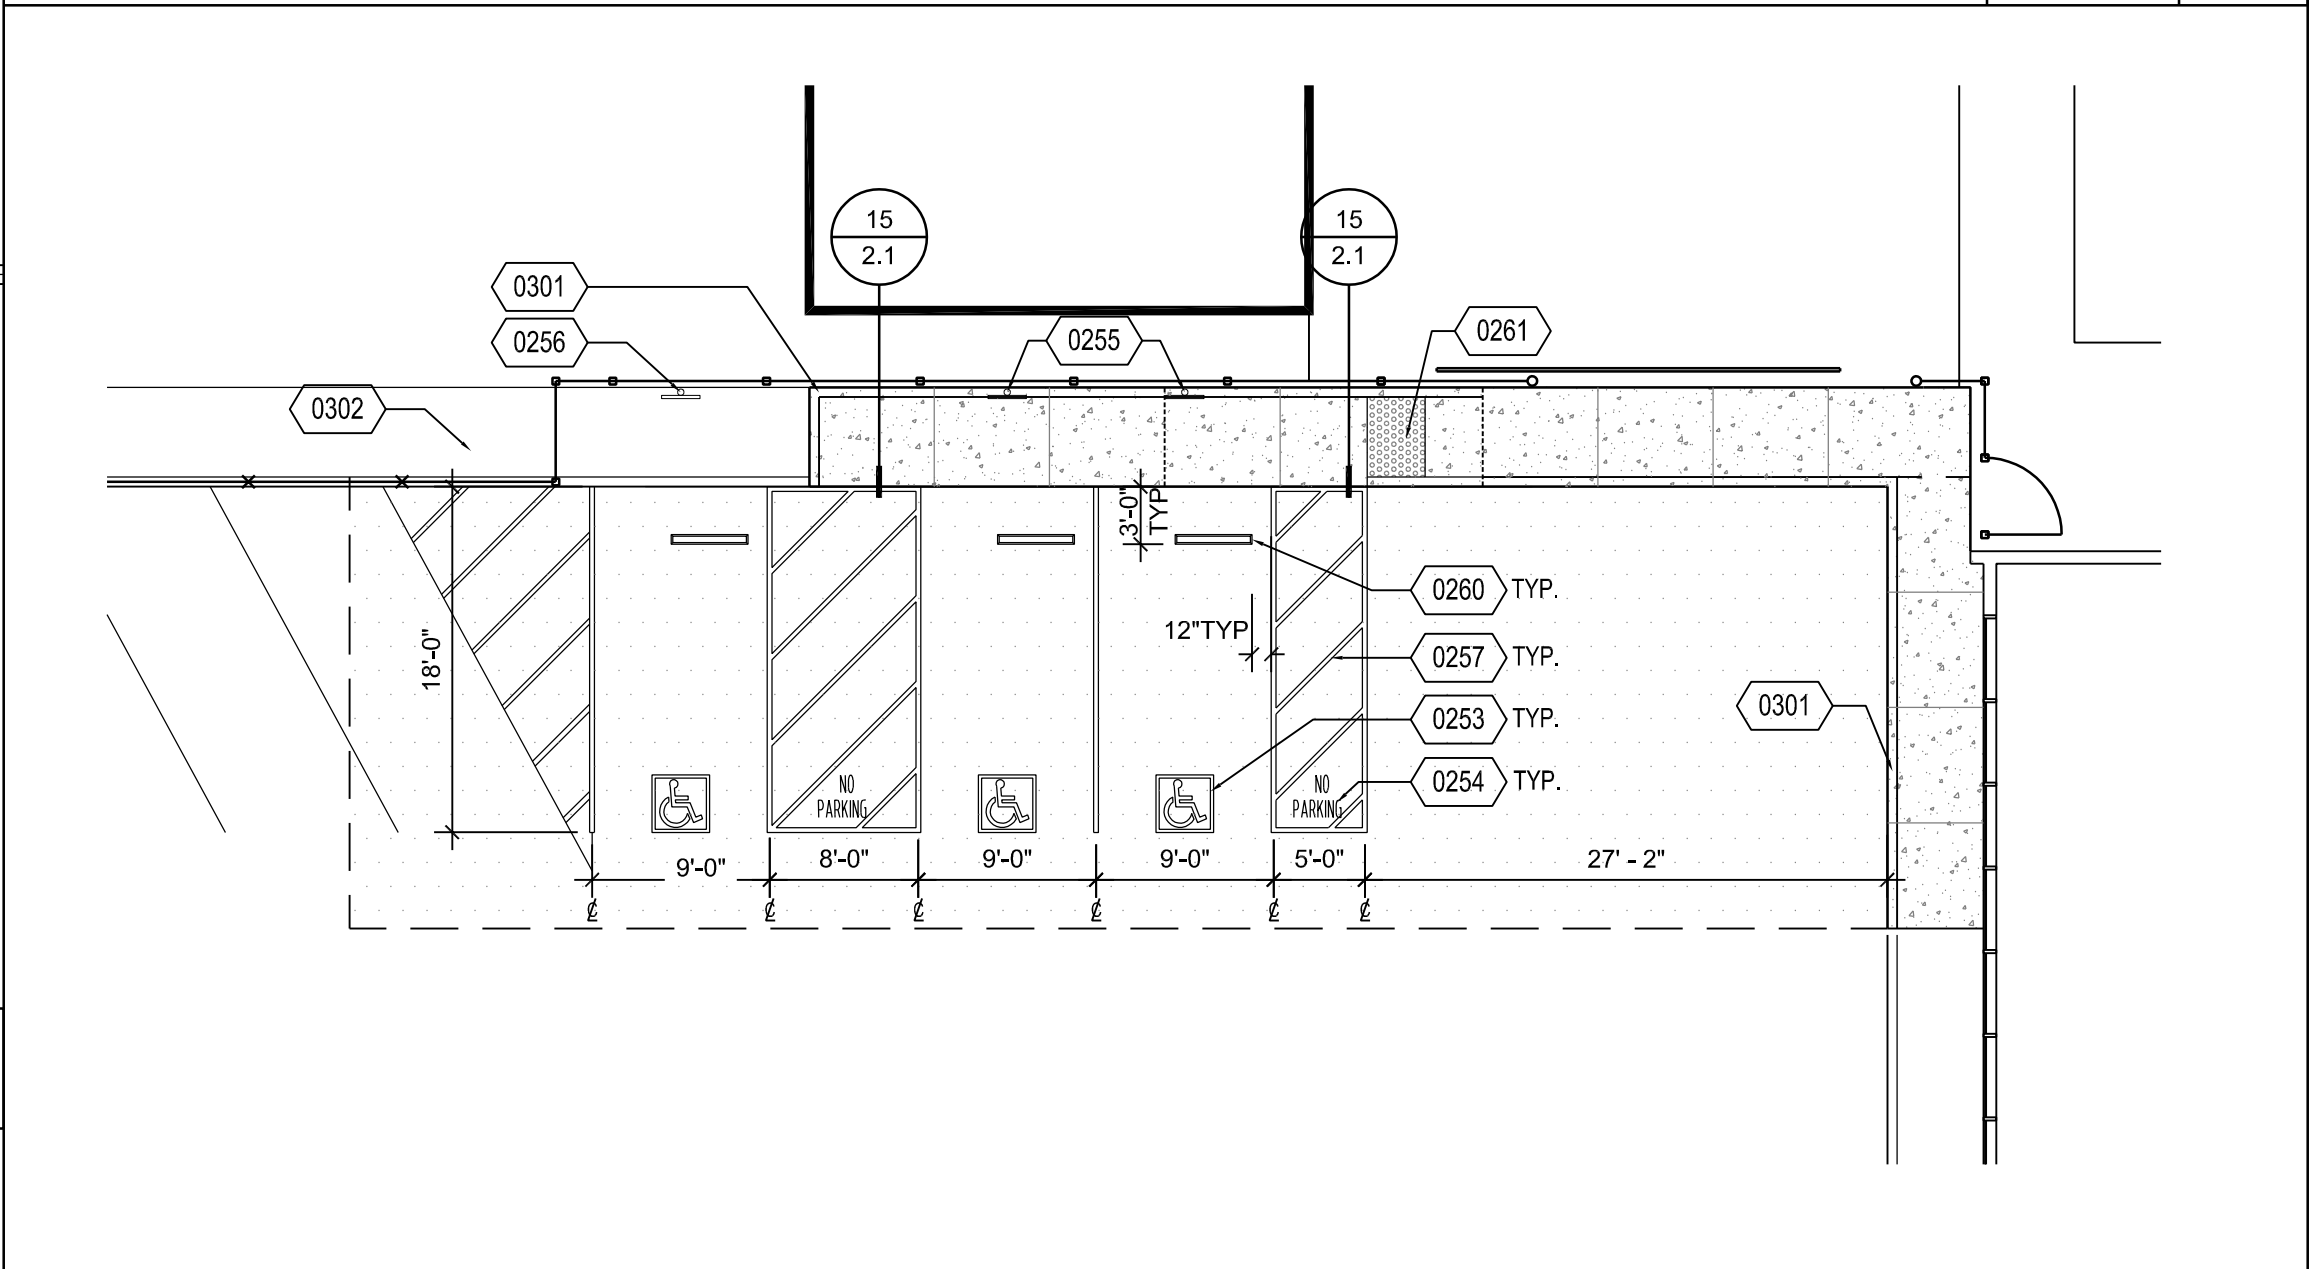 15
2.1
15
2.1
0301
0256
0255
0261
0302
3'-0"
TYP
0260 TYP.
12"TYP
0257 TYP.
18'-0"
0253 TYP.
0301
0254 TYP.
NO
PARKING
NO
PARKING
9'-0"
8'-0"
9'-0"
9'-0"
5'-0"
27' - 2"
℄
℄
℄
℄
℄
℄